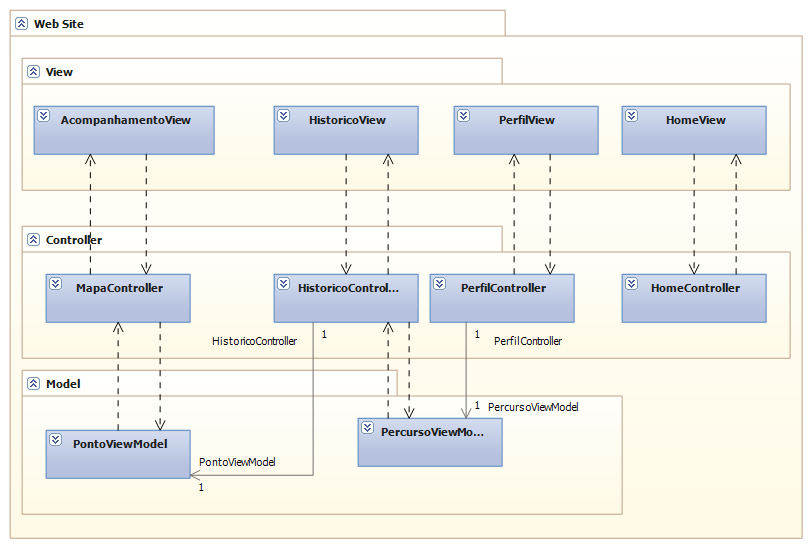 Web Site
View
AcompanhamentoView
HistoricoView
PerfilView
HomeView
Controller
MapaController
HistoricoControl...
PerfilController
HomeController
HistoricoController
1
1
PerfilController
Model
1
PercursoViewModel
PontoViewModel
PercursoViewMo...
PontoViewModel
1